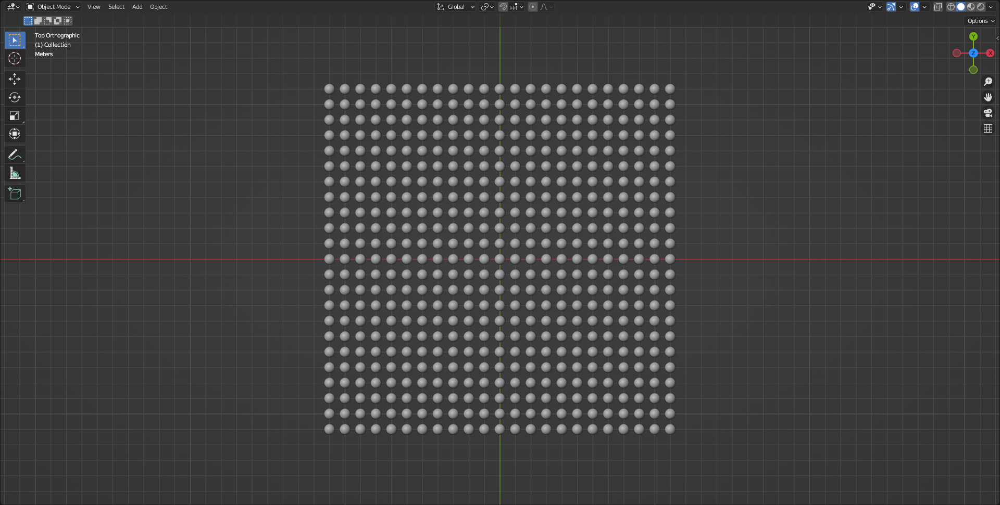 Object Mode View Select Add Object Global
Options
Top Orthographic
(1) Collection
Meters
Y
Z X